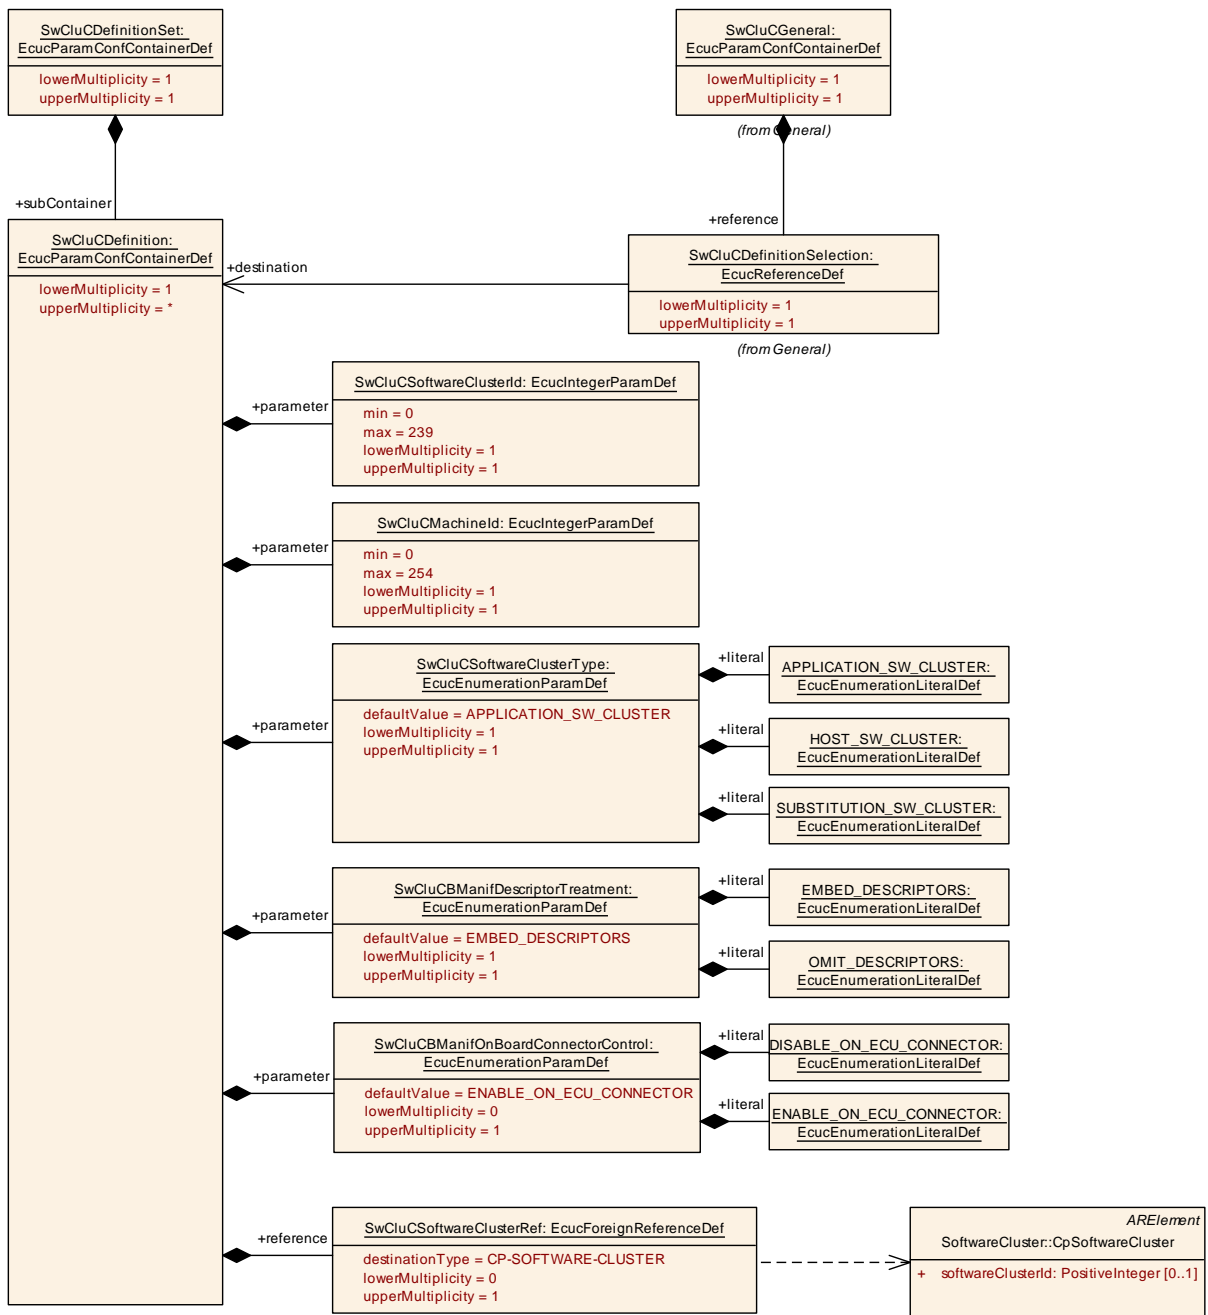 SwCluCDefinitionSet:
EcucParamConfContainerDef
lowerMultiplicity = 1
upperMultiplicity = 1
SwCluCGeneral:
EcucParamConfContainerDef
lowerMultiplicity = 1
upperMultiplicity = 1
(from General)
+subContainer
+reference
SwCluCDefinition:
EcucParamConfContainerDef
lowerMultiplicity = 1
upperMultiplicity = *
+destination
SwCluCDefinitionSelection:
EcucReferenceDef
lowerMultiplicity = 1
upperMultiplicity = 1
(from General)
+parameter
SwCluCSoftwareClusterId: EcucIntegerParamDef
min = 0
max = 239
lowerMultiplicity = 1
upperMultiplicity = 1
+parameter
SwCluCMachineId: EcucIntegerParamDef
min = 0
max = 254
lowerMultiplicity = 1
upperMultiplicity = 1
+parameter
SwCluCSoftwareClusterType:
EcucEnumerationParamDef
defaultValue = APPLICATION_SW_CLUSTER
lowerMultiplicity = 1
upperMultiplicity = 1
+literal
APPLICATION_SW_CLUSTER:
EcucEnumerationLiteralDef
+literal
HOST_SW_CLUSTER:
EcucEnumerationLiteralDef
+literal
SUBSTITUTION_SW_CLUSTER:
EcucEnumerationLiteralDef
+parameter
SwCluCBManifDescriptorTreatment:
EcucEnumerationParamDef
defaultValue = EMBED_DESCRIPTORS
lowerMultiplicity = 1
upperMultiplicity = 1
+literal
EMBED_DESCRIPTORS:
EcucEnumerationLiteralDef
+literal
OMIT_DESCRIPTORS:
EcucEnumerationLiteralDef
+parameter
SwCluCBManifOnBoardConnectorControl:
EcucEnumerationParamDef
defaultValue = ENABLE_ON_ECU_CONNECTOR
lowerMultiplicity = 0
upperMultiplicity = 1
+literal
DISABLE_ON_ECU_CONNECTOR:
EcucEnumerationLiteralDef
+literal
ENABLE_ON_ECU_CONNECTOR:
EcucEnumerationLiteralDef
+reference
SwCluCSoftwareClusterRef: EcucForeignReferenceDef
destinationType = CP-SOFTWARE-CLUSTER
lowerMultiplicity = 0
upperMultiplicity = 1
ARElement
SoftwareCluster::CpSoftwareCluster
+ softwareClusterId: PositiveInteger [0..1]